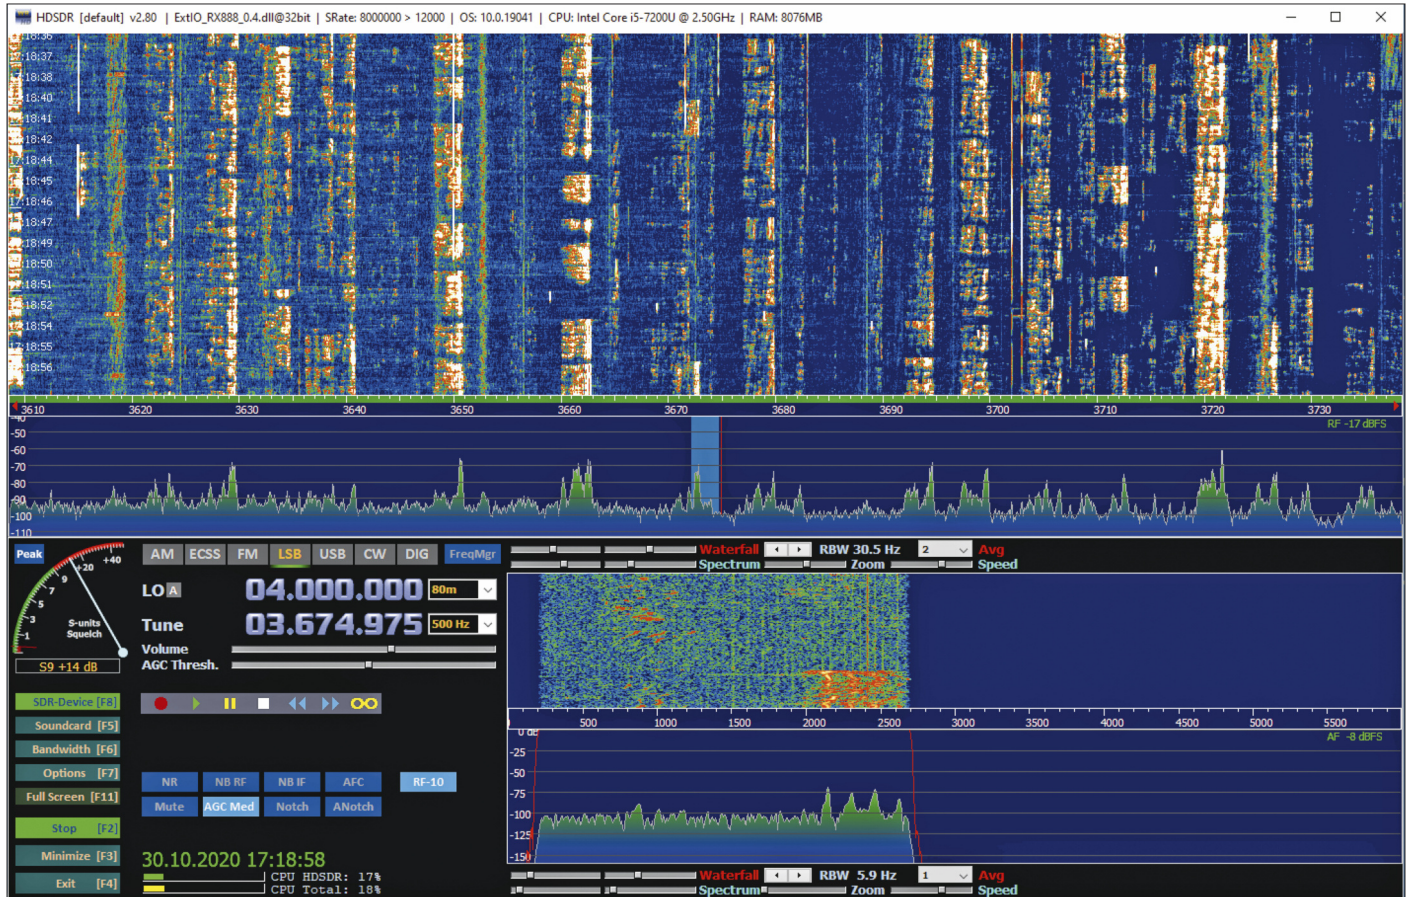 HDSDR [default] v2.80 | ExtIO_RX888_0.4.dll@32bit | SRate: 8000000 > 12000 | OS: 10.0.19041 | CPU: Intel Core i5-7200U @ 2.50GHz | RAM: 8076MB
17:18:37
17:18:38
17:18:40
17:18:41
17:18:42
17:18:44
17:18:45
17:18:46
17:18:47
17:18:49
17:18:50
17:18:51
17:18:52
17:18:54
17:18:55
17:18:56
3610 3620 3630 3640 3650 3660 3670 3680 3690 3700 3710 3720 3730
-40
RF -17 dBFS
-50
-60
-70
-80
-90
-100
-110
Peak
+20 +40
9
7
5
3
1
S-units
Squelch
S9 +14 dB
AM ECSS FM LSB USB CW DIG FreqMgr
LO A 04.000.000 80m
Tune 03.674.975 500 Hz
Volume
AGC Thresh.
Waterfall RBW 30.5 Hz 2 Avg
Spectrum Zoom Speed
SDR-Device [F8]
Soundcard [F5]
Bandwidth [F6]
Options [F7]
Full Screen [F11]
Stop [F2]
Minimize [F3]
Exit [F4]
NR NB RF NB IF AFC RF-10
Mute AGC Med Notch ANotch
30.10.2020 17:18:58
CPU HDSDR: 17%
CPU Total: 18%
0 500 1000 1500 2000 2500 3000 3500 4000 4500 5000 5500
0 dB
AF -8 dBFS
-25
-50
-75
-100
-125
-150
Waterfall RBW 5.9 Hz 1 Avg
Spectrum Zoom Speed